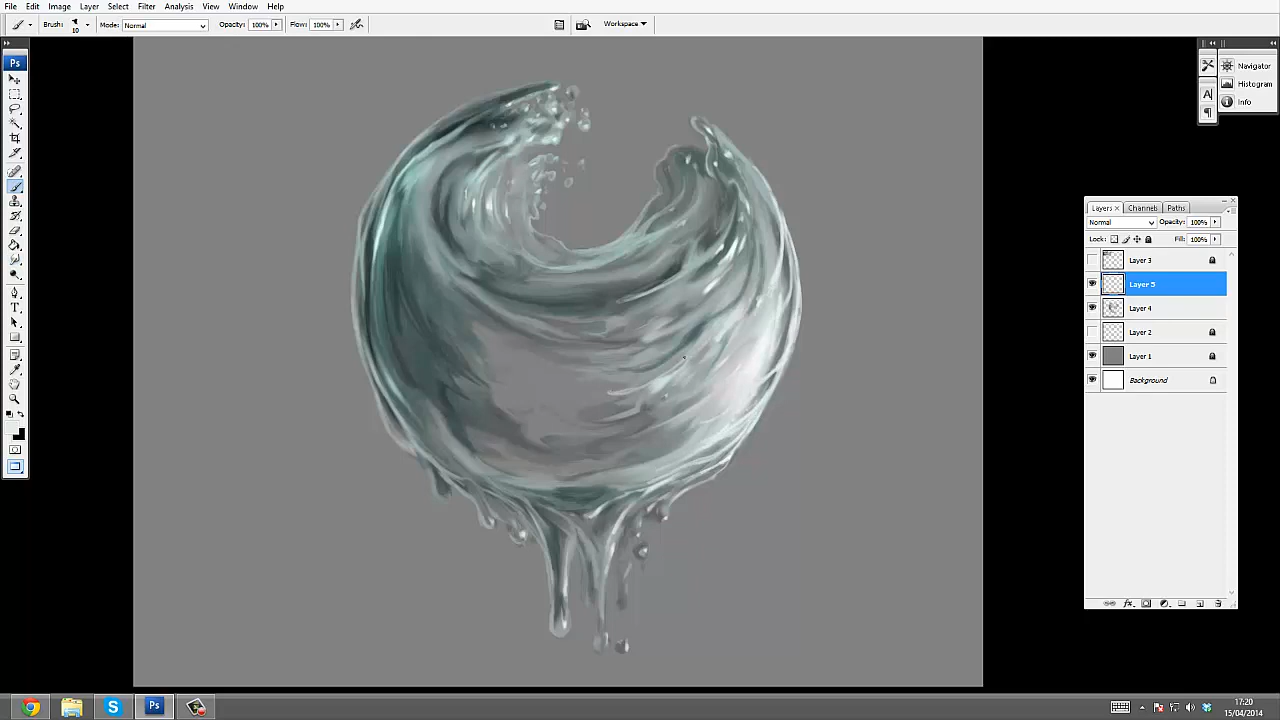 File Edit Image Layer Select Filter Analysis View Window Help
Brush: 10 Mode: Normal Opacity: 100% Flow: 100% Workspace
Ps
Navigator
Histogram
Info
Layers Channels Paths
Normal Opacity: 100%
Lock: Fill: 100%
Layer 3
Layer 5
Layer 4
Layer 2
Layer 1
Background
17:20
15/04/2014